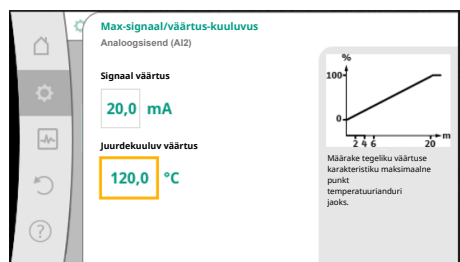 Max-signaal/väärtus-kuuluvus
Analoogsisend (AI2)
Signaal väärtus
20,0 mA
Juurdekuuluv väärtus
120,0 °C
%
100
0
2 4 6 20
m
Määrake tegeliku väärtuse
karakteristiku maksimaalne
punkt
temperatuurianduri
jaoks.
?